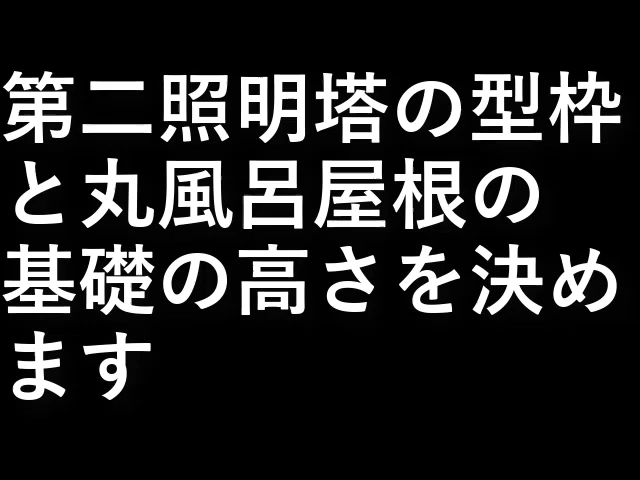 第二照明塔の型枠
と丸風呂屋根の
基礎の高さを決め
ます